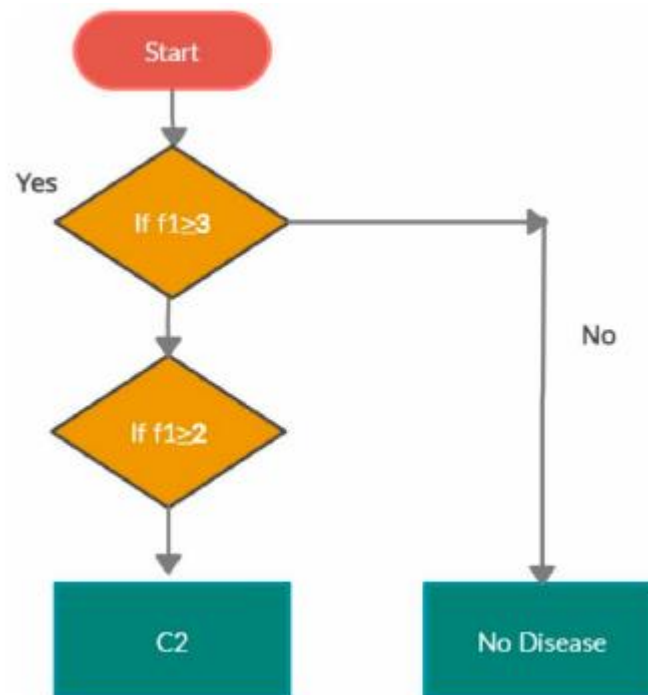 Start
Yes
If f1≥3
No
If f1≥2
C2
No Disease